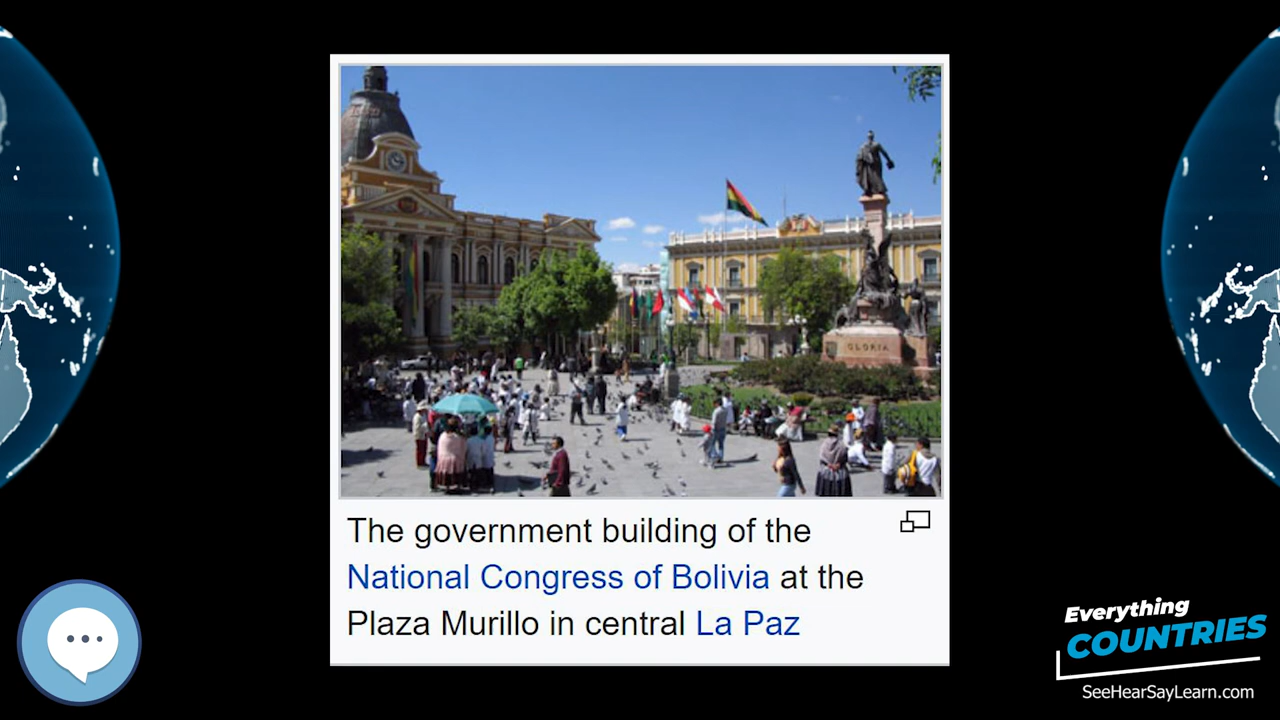 GLORIA
The government building of the
National Congress of Bolivia at the
Plaza Murillo in central La Paz
Everything
COUNTRIES
SeeHearSayLearn.com